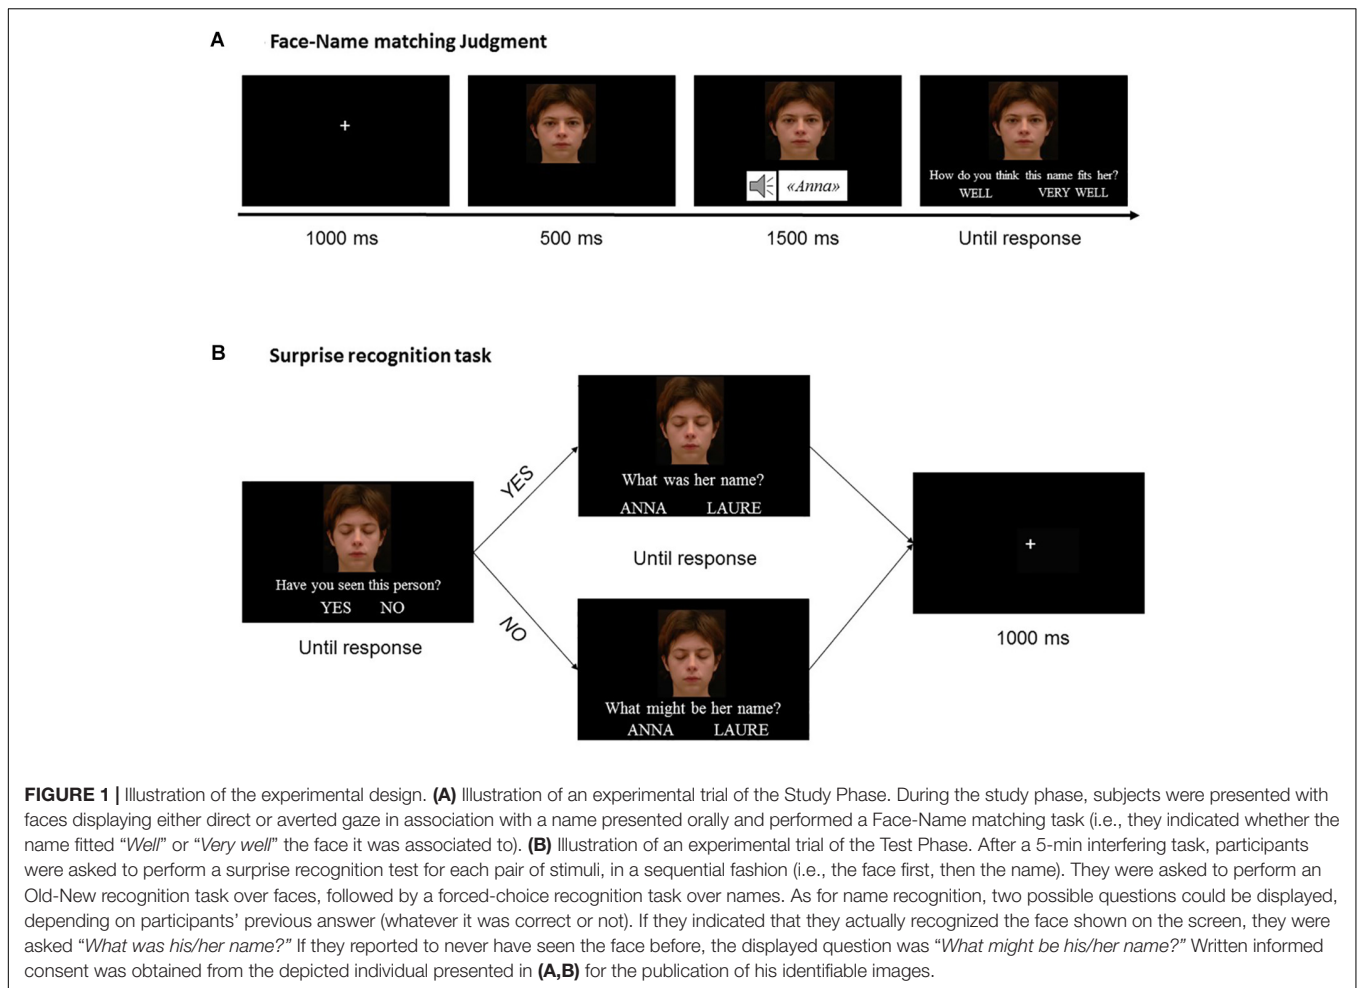 A Face-Name matching Judgment
+
«Anna»
How do you think this name fits her?
WELL VERY WELL
1000 ms 500 ms 1500 ms Until response
B Surprise recognition task
What was her name?
ANNA LAURE
YES
Until response
Have you seen this person?
YES NO
Until response
NO
What might be her name?
ANNA LAURE
+
1000 ms
FIGURE 1 | Illustration of the experimental design. (A) Illustration of an experimental trial of the Study Phase. During the study phase, subjects were presented with
faces displaying either direct or averted gaze in association with a name presented orally and performed a Face-Name matching task (i.e., they indicated whether the
name fitted “Well” or “Very well” the face it was associated to). (B) Illustration of an experimental trial of the Test Phase. After a 5-min interfering task, participants
were asked to perform a surprise recognition test for each pair of stimuli, in a sequential fashion (i.e., the face first, then the name). They were asked to perform an
Old-New recognition task over faces, followed by a forced-choice recognition task over names. As for name recognition, two possible questions could be displayed,
depending on participants’ previous answer (whatever it was correct or not). If they indicated that they actually recognized the face shown on the screen, they were
asked “What was his/her name?” If they reported to never have seen the face before, the displayed question was “What might be his/her name?” Written informed
consent was obtained from the depicted individual presented in (A,B) for the publication of his identifiable images.